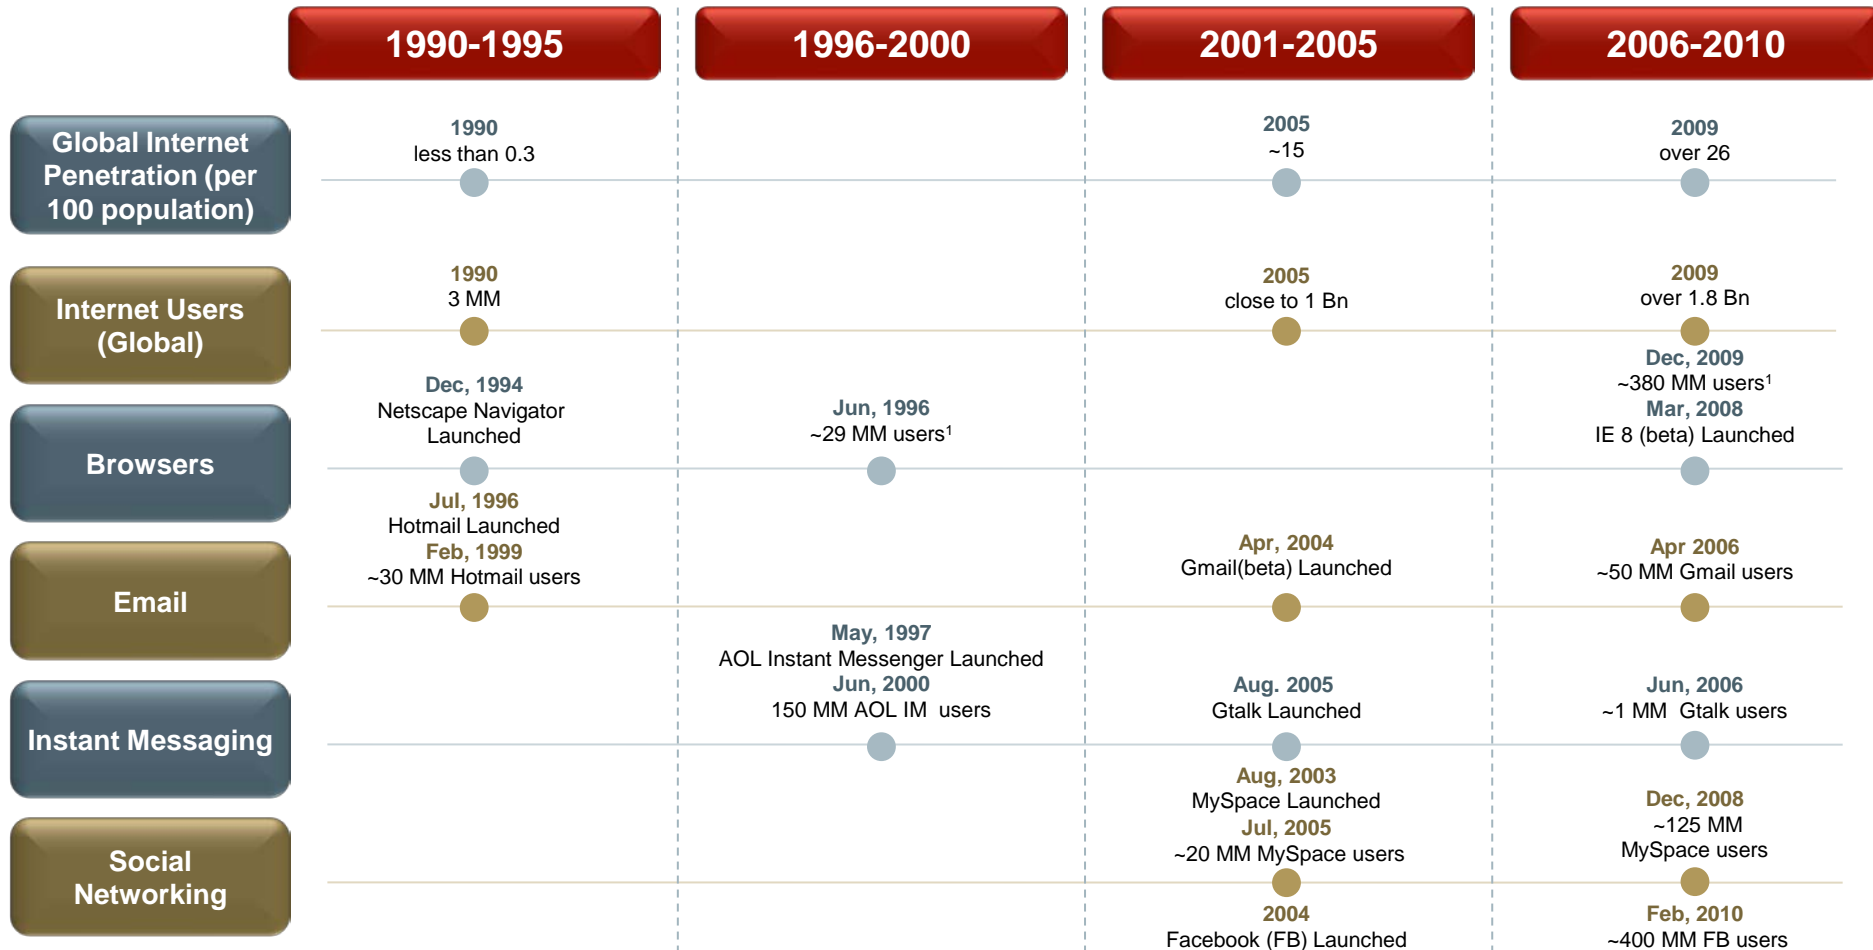 1990-1995
1996-2000
2001-2005
2006-2010
Global Internet
Penetration (per
100 population)
1990
less than 0.3
2005
~15
2009
over 26
Internet Users
(Global)
1990
3 MM
2005
close to 1 Bn
2009
over 1.8 Bn
Browsers
Dec, 1994
Netscape Navigator
Launched
Jun, 1996
~29 MM users¹
Dec, 2009
~380 MM users¹
Mar, 2008
IE 8 (beta) Launched
Email
Jul, 1996
Hotmail Launched
Feb, 1999
~30 MM Hotmail users
Apr, 2004
Gmail(beta) Launched
Apr 2006
~50 MM Gmail users
Instant Messaging
May, 1997
AOL Instant Messenger Launched
Jun, 2000
150 MM AOL IM users
Aug. 2005
Gtalk Launched
Jun, 2006
~1 MM Gtalk users
Social
Networking
Aug, 2003
MySpace Launched
Jul, 2005
~20 MM MySpace users
2004
Facebook (FB) Launched
Dec, 2008
~125 MM
MySpace users
Feb, 2010
~400 MM FB users